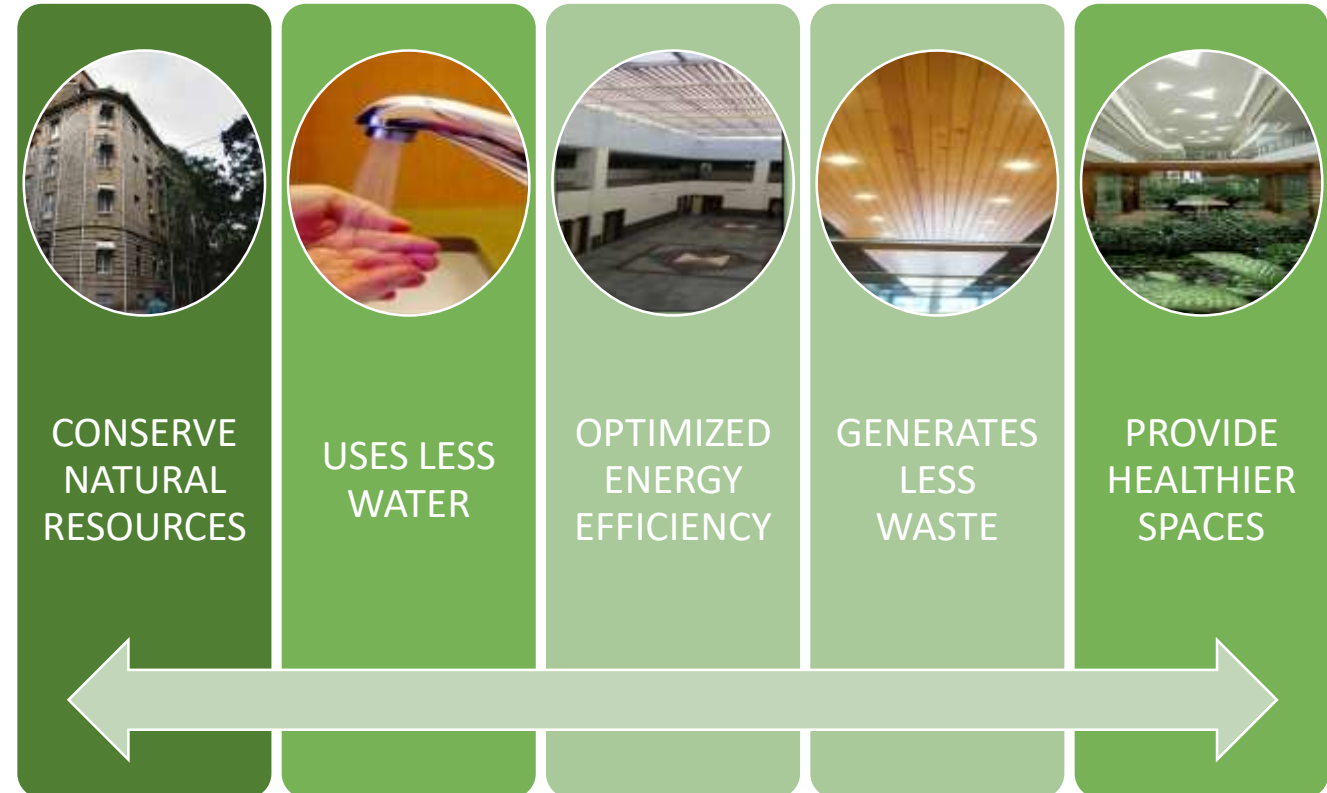 CONSERVE
NATURAL
RESOURCES
USES LESS
WATER
OPTIMIZED
ENERGY
EFFICIENCY
GENERATES
LESS
WASTE
PROVIDE
HEALTHIER
SPACES